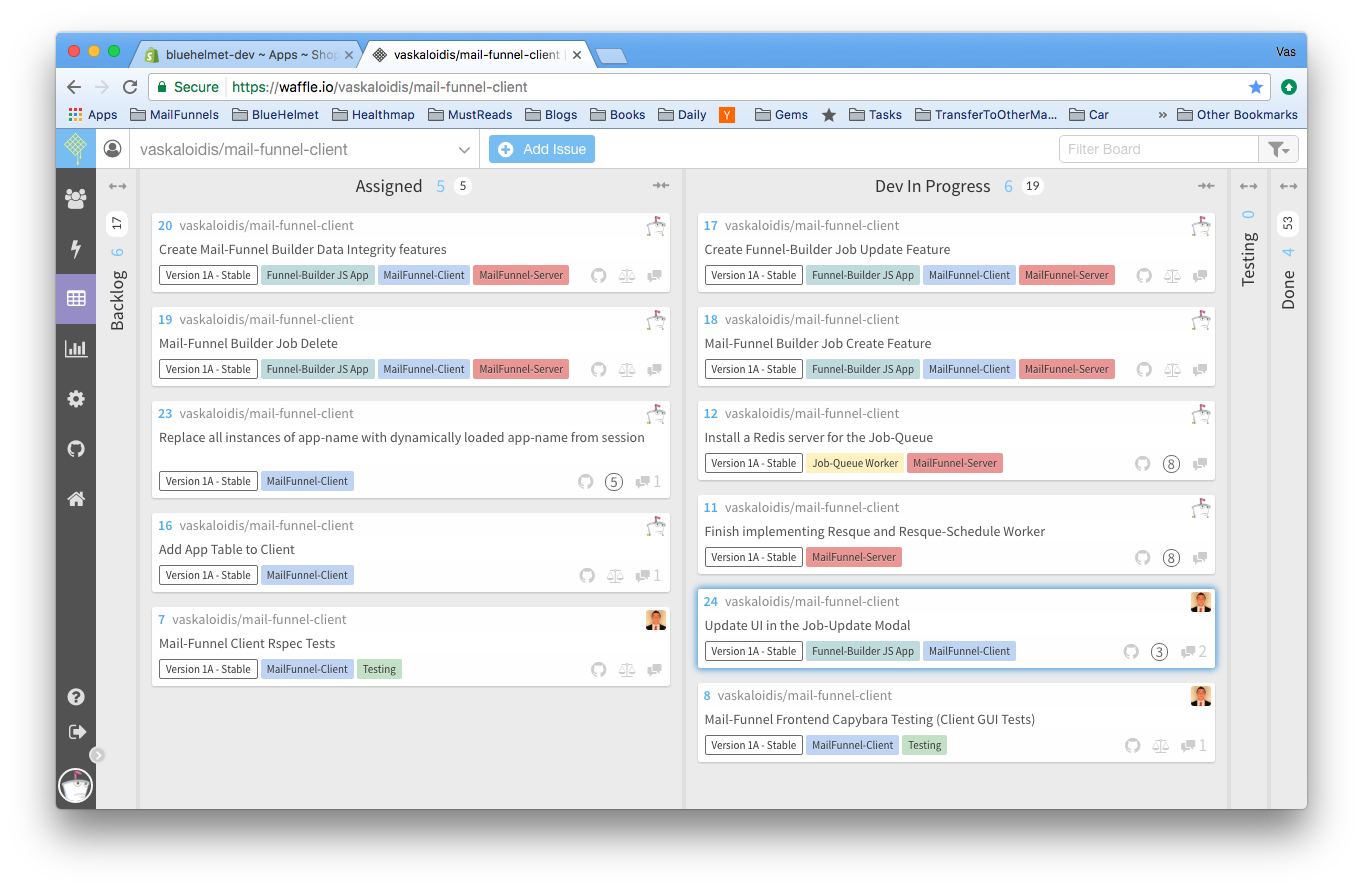 bluehelmet-dev ~ Apps ~ Sho
vaskaloidis/mail-funnel-client
Vas
Secure https://waffle.io/vaskaloidis/mail-funnel-client
Apps MailFunnels BlueHelmet Healthmap MustReads Blogs Books Daily Y Gems Tasks TransferToOtherMa... Car » Other Bookmarks
vaskaloidis/mail-funnel-client
Add Issue
Filter Board
17
6
Backlog
Assigned 5 5
20 vaskaloidis/mail-funnel-client
Create Mail-Funnel Builder Data Integrity features
Version 1A - Stable Funnel-Builder JS App MailFunnel-Client MailFunnel-Server
19 vaskaloidis/mail-funnel-client
Mail-Funnel Builder Job Delete
Version 1A - Stable Funnel-Builder JS App MailFunnel-Client MailFunnel-Server
23 vaskaloidis/mail-funnel-client
Replace all instances of app-name with dynamically loaded app-name from session
Version 1A - Stable MailFunnel-Client 5 1
16 vaskaloidis/mail-funnel-client
Add App Table to Client
Version 1A - Stable MailFunnel-Client 1
7 vaskaloidis/mail-funnel-client
Mail-Funnel Client Rspec Tests
Version 1A - Stable MailFunnel-Client Testing
Dev In Progress 6 19
17 vaskaloidis/mail-funnel-client
Create Funnel-Builder Job Update Feature
Version 1A - Stable Funnel-Builder JS App MailFunnel-Client MailFunnel-Server
18 vaskaloidis/mail-funnel-client
Mail-Funnel Builder Job Create Feature
Version 1A - Stable Funnel-Builder JS App MailFunnel-Client MailFunnel-Server
12 vaskaloidis/mail-funnel-client
Install a Redis server for the Job-Queue
Version 1A - Stable Job-Queue Worker MailFunnel-Server 8
11 vaskaloidis/mail-funnel-client
Finish implementing Resque and Resque-Schedule Worker
Version 1A - Stable MailFunnel-Server 8
24 vaskaloidis/mail-funnel-client
Update UI in the Job-Update Modal
Version 1A - Stable Funnel-Builder JS App MailFunnel-Client 3 2
8 vaskaloidis/mail-funnel-client
Mail-Funnel Frontend Capybara Testing (Client GUI Tests)
Version 1A - Stable MailFunnel-Client Testing 1
0
Testing
53
4
Done